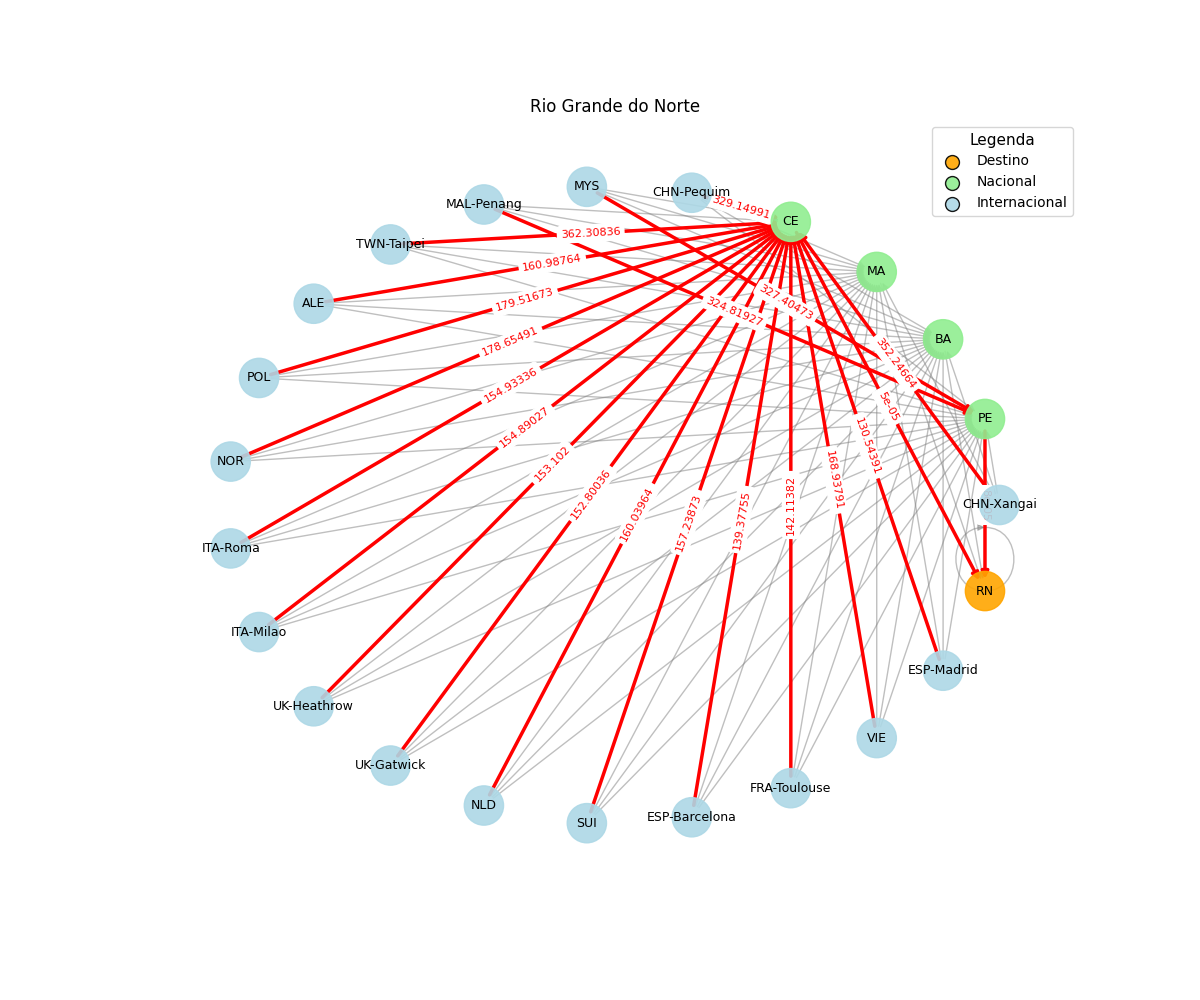 Rio Grande do Norte
Legenda
Destino
Nacional
Internacional
MYS
CHN-Pequim
MAL-Penang
329.14991
CE
362.30836
TWN-Taipei
160.98764
MA
179.51673
327.40473
ALE
324.81927
178.65491
BA
352.24664
POL
154.93336
5e-05
PE
154.89027
130.54391
NOR
153.102
168.93791
152.80036
CHN-Xangai
160.03964
157.23873
139.37755
142.11382
ITA-Roma
RN
ITA-Milao
ESP-Madrid
UK-Heathrow
VIE
UK-Gatwick
FRA-Toulouse
NLD
SUI
ESP-Barcelona